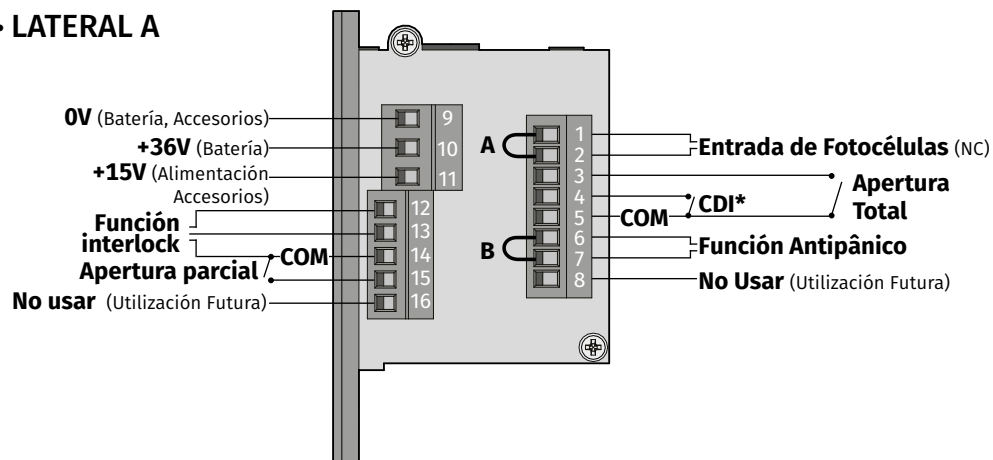 • LATERAL A
0V (Batería, Accesorios)
+36V (Batería)
+15V (Alimentación
Accesorios)
Función
interlock
COM
Apertura parcial
No usar (Utilización Futura)
9
10
11
12
13
14
15
16
A
B
1
2
3
4
5
6
7
8
Entrada de Fotocélulas (NC)
CDI*
COM
Apertura
Total
Función Antipânico
No Usar (Utilización Futura)